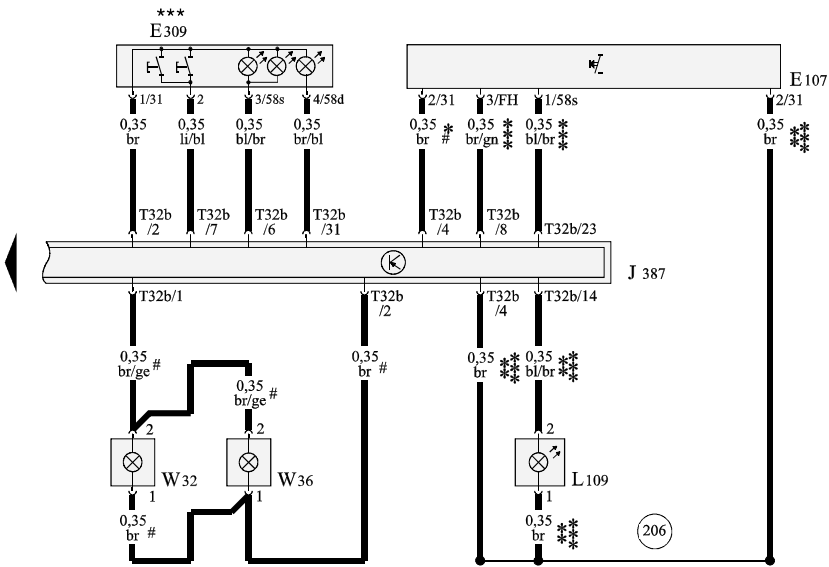 ***
E309
E107
1/31
2
3/58s
4/58d
2/31
3/FH
1/58s
2/31
0,35 0,35 0,35 0,35 0,35 0,35 0,35 0,35
br li/bl bl/br br/bl br *# br/gn *** bl/br *** br ******
T32b T32b T32b T32b T32b T32b T32b/23
/2 /7 /6 /31 /4 /8
J 387
T32b/1 T32b T32b T32b/14
/2 /4
0,35 0,35 0,35 0,35
br/ge # br # br ***** bl/br ******
0,35
br/ge #
2 2 2
W32 W36 L109
1 1 1
0,35 0,35
br # br ******
206